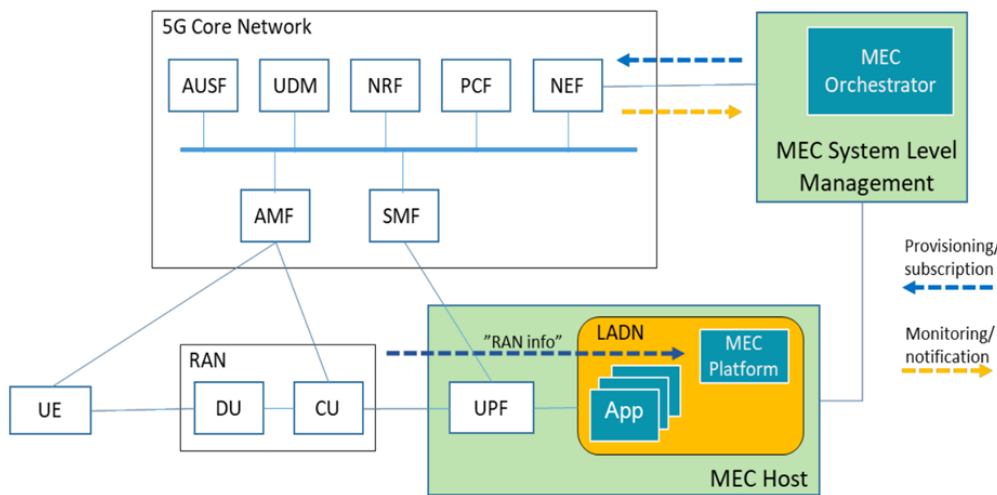 5G Core Network
AUSF
UDM
NRF
PCF
NEF
MEC
Orchestrator
MEC System Level
Management
AMF
SMF
Provisioning/
subscription
Monitoring/
notification
RAN
"RAN info"
LADN
MEC
Platform
UE
DU
CU
UPF
App
MEC Host